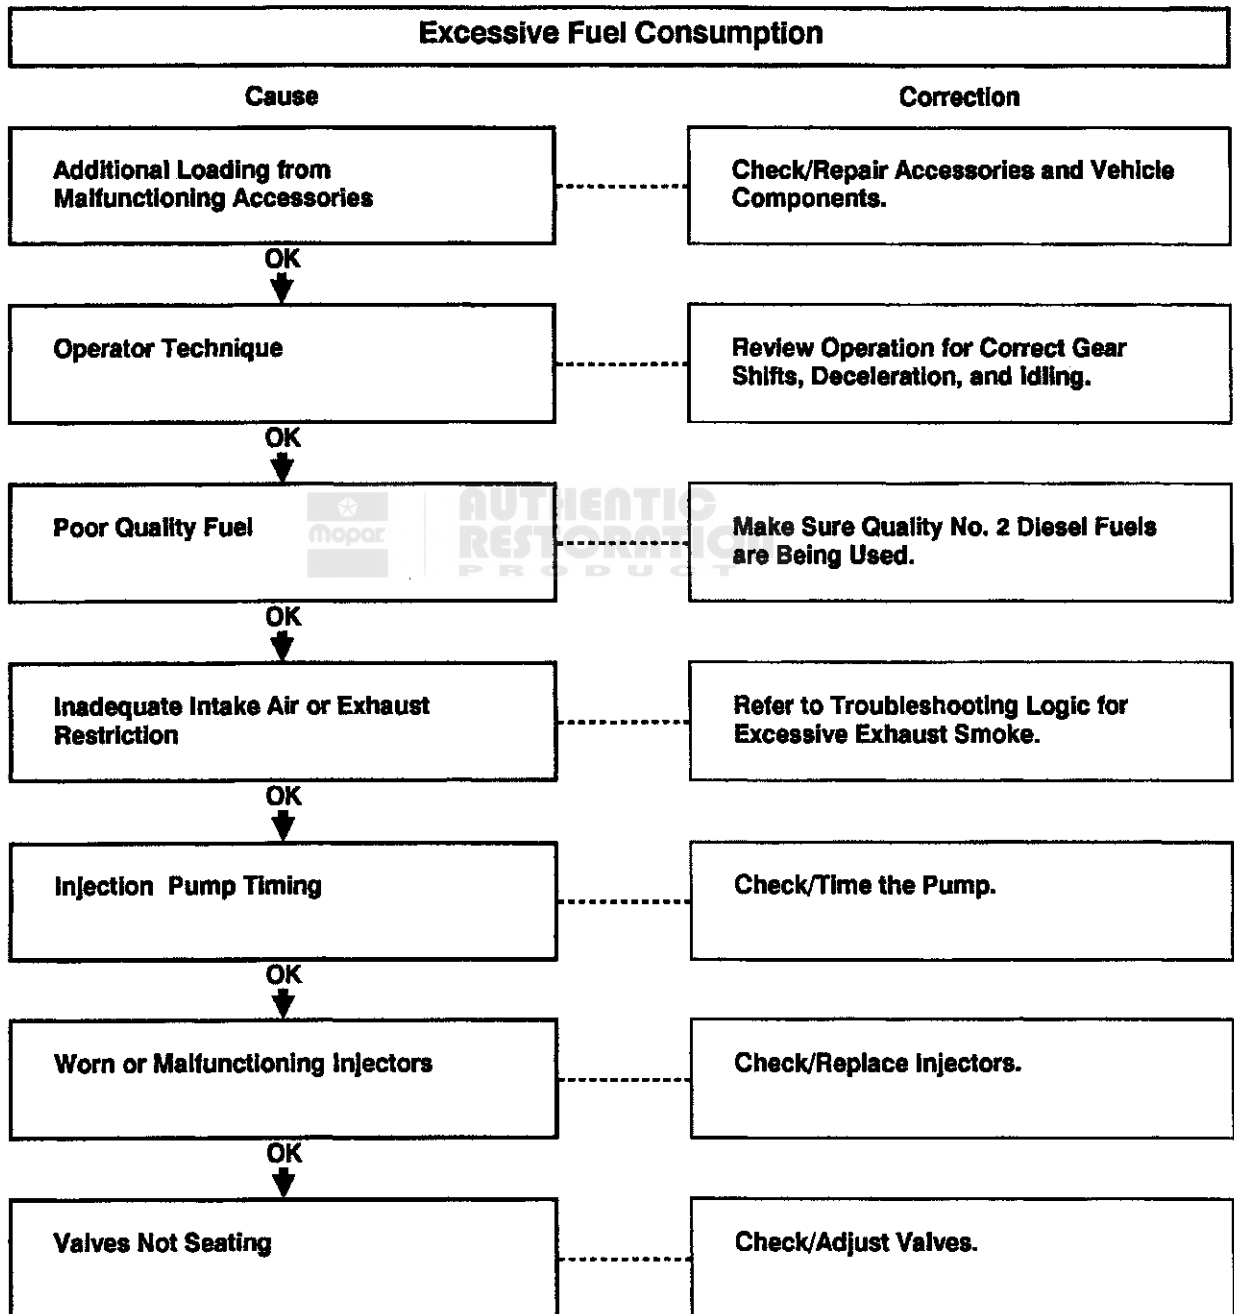 Excessive Fuel Consumption
Cause
Correction
Additional Loading from
Malfunctioning Accessories
Check/Repair Accessories and Vehicle
Components.
OK
Operator Technique
Review Operation for Correct Gear
Shifts, Deceleration, and Idling.
OK
Poor Quality Fuel
Make Sure Quality No. 2 Diesel Fuels
are Being Used.
Mopar
AUTHENTIC
RESTORATION
PRODUCT
OK
Inadequate Intake Air or Exhaust
Restriction
Refer to Troubleshooting Logic for
Excessive Exhaust Smoke.
OK
Injection Pump Timing
Check/Time the Pump.
OK
Worn or Malfunctioning Injectors
Check/Replace Injectors.
OK
Valves Not Seating
Check/Adjust Valves.